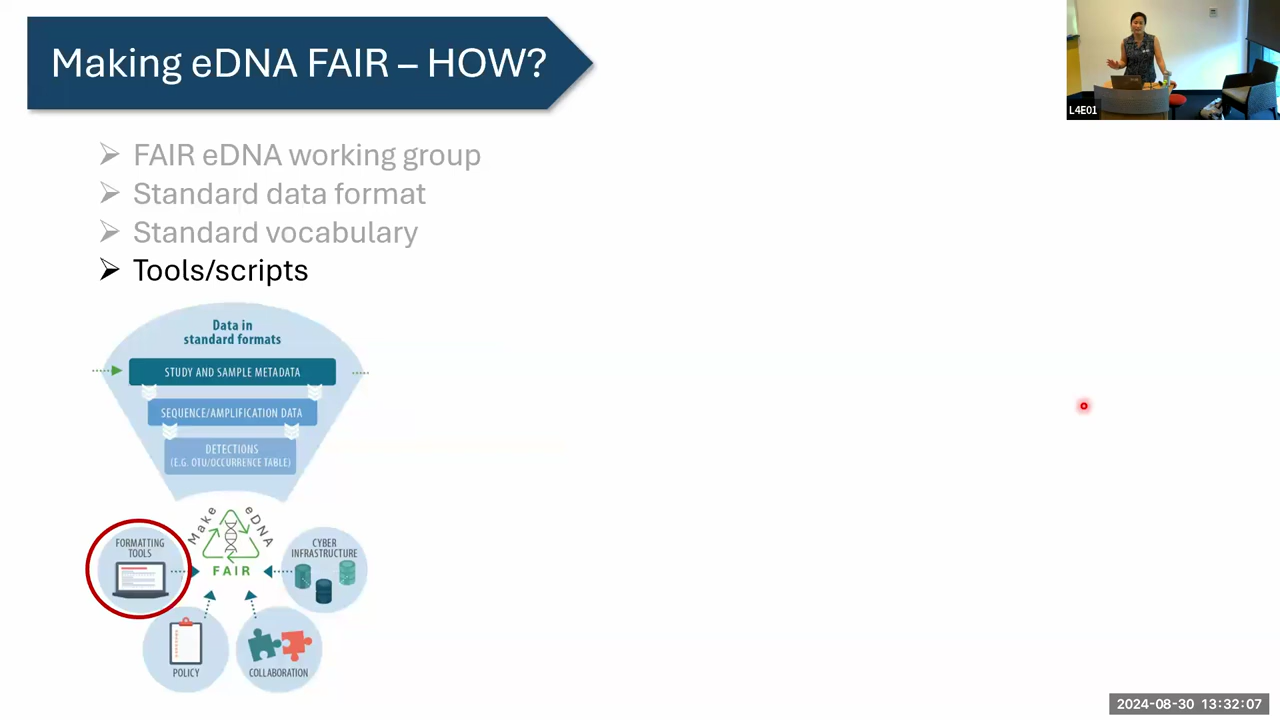 Making eDNA FAIR – HOW?
L4E01
➢ FAIR eDNA working group
➢ Standard data format
➢ Standard vocabulary
➢ Tools/scripts
Data in
standard formats
STUDY AND SAMPLE METADATA
SEQUENCE/AMPLIFICATION DATA
DETECTIONS
(E.G. OTU/OCCURRENCE TABLE)
Make eDNA
FAIR
FORMATTING
TOOLS
CYBER
INFRASTRUCTURE
POLICY
COLLABORATION
2024-08-30 13:32:07